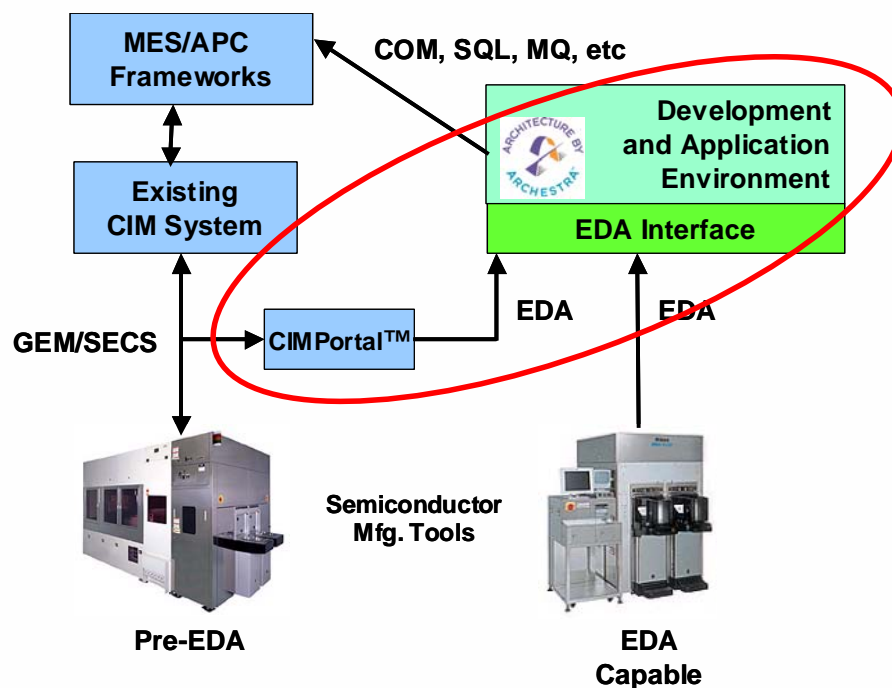 MES/APC
Frameworks
COM, SQL, MQ, etc
ARCHITECTURE BY
ARCHESTRA
Development
and Application
Environment
Existing
CIM System
EDA Interface
EDA
EDA
GEM/SECS
CIMPortal™
Semiconductor
Mfg. Tools
Pre-EDA
EDA
Capable